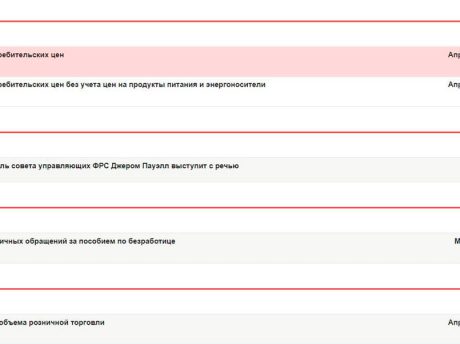 ребительских цен Апр
ребительских цен без учета цен на продукты питания и энергоносители Апр
ль совета управляющих ФРС Джером Пауэлл выступит с речью
ичных обращений за пособием по безработице М
объема розничной торговли Апр